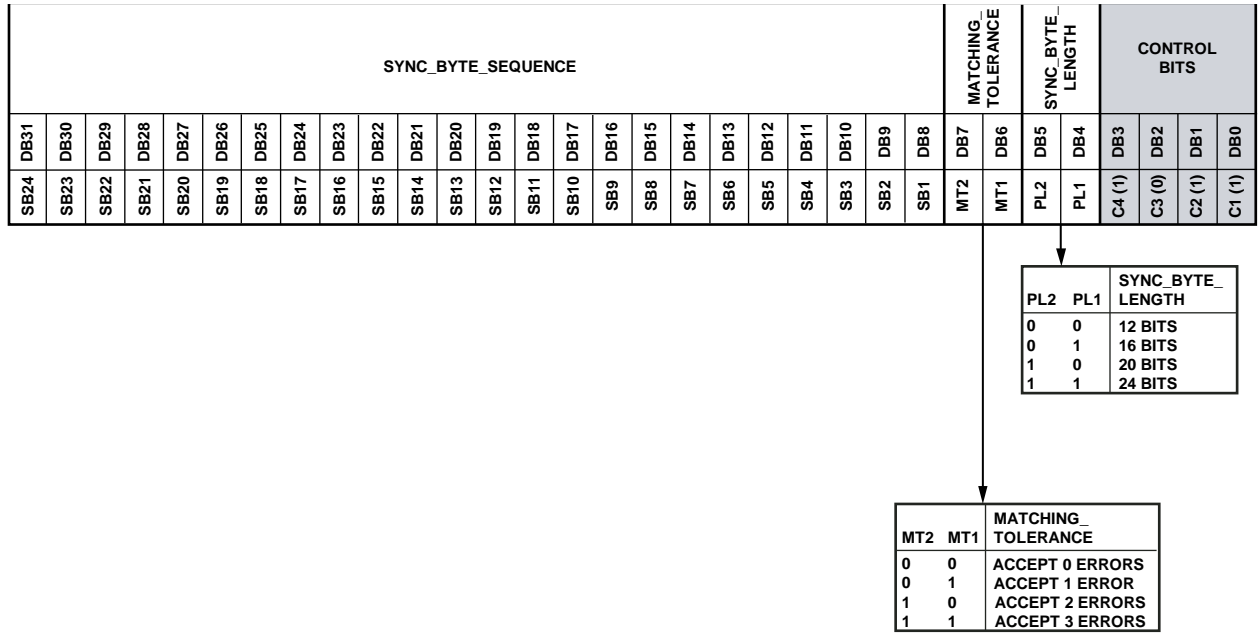 SYNC_BYTE_SEQUENCE
MATCHING_
TOLERANCE
SYNC_BYTE_
LENGTH
CONTROL
BITS
DB31 DB30 DB29 DB28 DB27 DB26 DB25 DB24 DB23 DB22 DB21 DB20 DB19 DB18 DB17 DB16 DB15 DB14 DB13 DB12 DB11 DB10 DB9 DB8 DB7 DB6 DB5 DB4 DB3 DB2 DB1 DB0
SB24 SB23 SB22 SB21 SB20 SB19 SB18 SB17 SB16 SB15 SB14 SB13 SB12 SB11 SB10 SB9 SB8 SB7 SB6 SB5 SB4 SB3 SB2 SB1 MT2 MT1 PL2 PL1 C4 (1) C3 (0) C2 (1) C1 (1)
SYNC_BYTE_
PL2 PL1 LENGTH
0 0 12 BITS
0 1 16 BITS
1 0 20 BITS
1 1 24 BITS
MATCHING_
MT2 MT1 TOLERANCE
0 0 ACCEPT 0 ERRORS
0 1 ACCEPT 1 ERROR
1 0 ACCEPT 2 ERRORS
1 1 ACCEPT 3 ERRORS